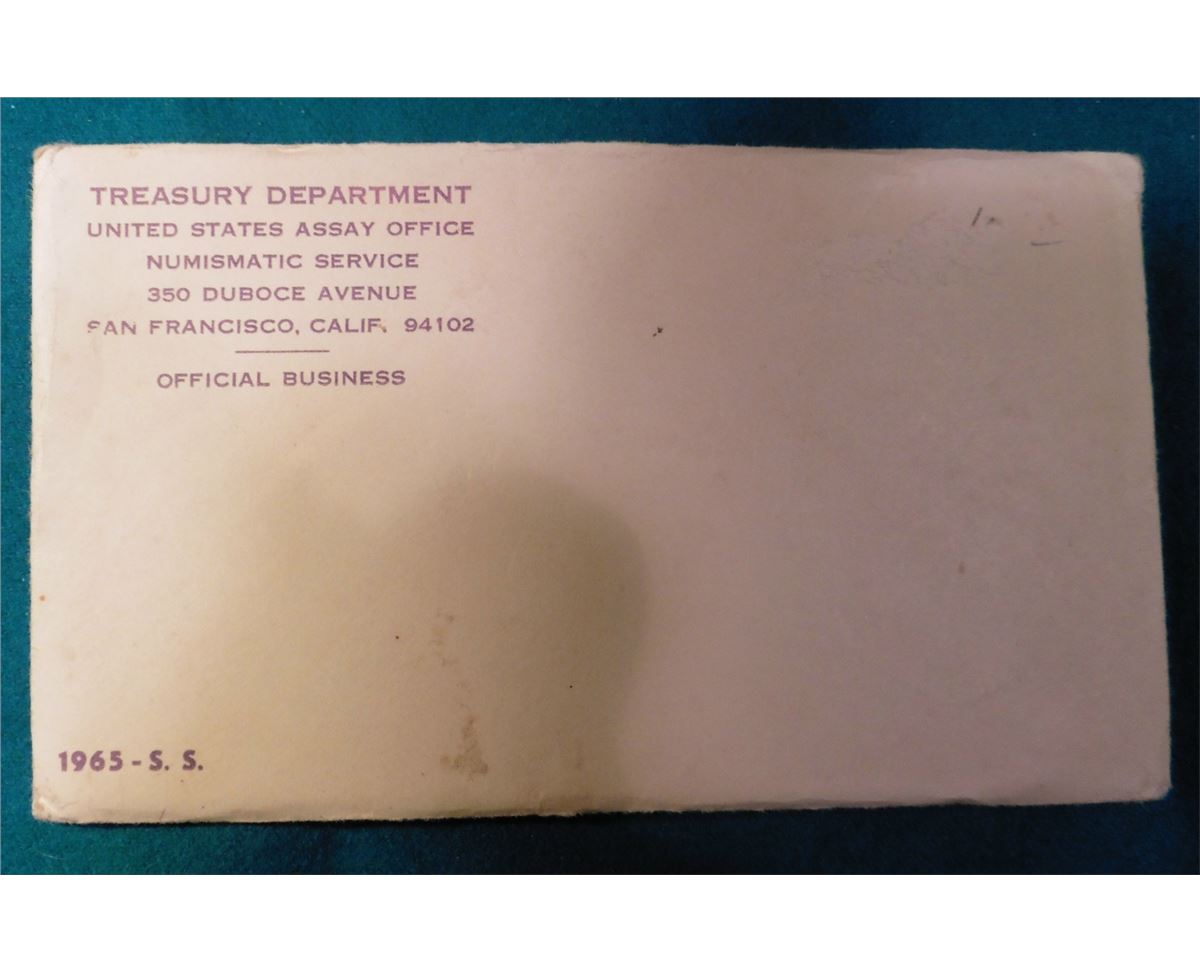 TREASURY DEPARTMENT
UNITED STATES ASSAY OFFICE
NUMISMATIC SERVICE
350 DUBOCE AVENUE
SAN FRANCISCO, CALIF. 94102
OFFICIAL BUSINESS
1965 - S. S.